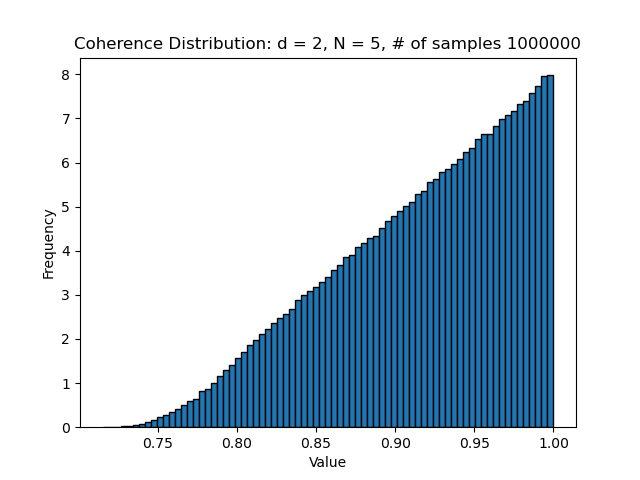 Coherence Distribution: d = 2, N = 5, # of samples 1000000
8
7
6
5
4
3
2
1
0
Frequency
0.75 0.80 0.85 0.90 0.95 1.00
Value